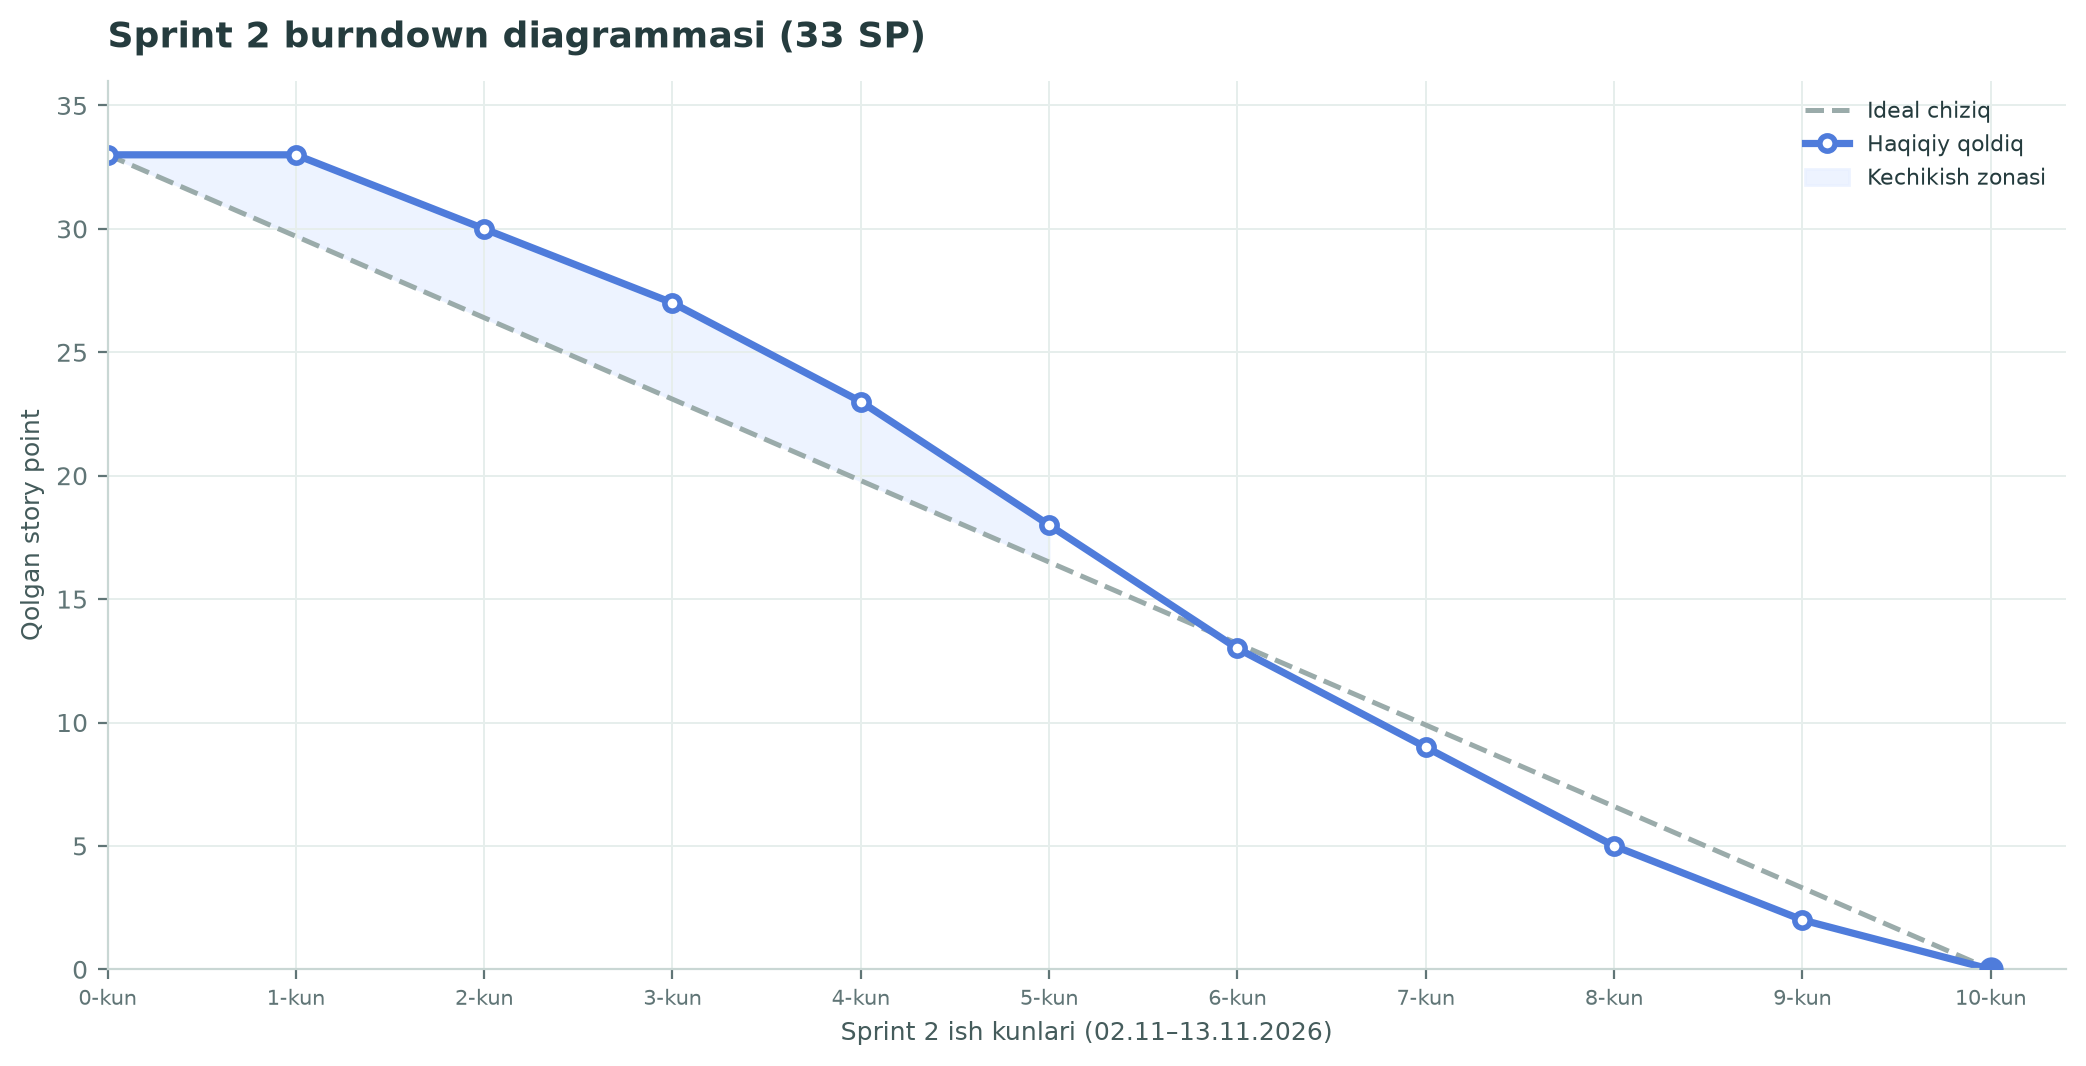 Sprint 2 burndown diagrammasi (33 SP)
Ideal chiziq
Haqiqiy qoldiq
Kechikish zonasi
Qolgan story point
35
30
25
20
15
10
5
0
0-kun 1-kun 2-kun 3-kun 4-kun 5-kun 6-kun 7-kun 8-kun 9-kun 10-kun
Sprint 2 ish kunlari (02.11–13.11.2026)